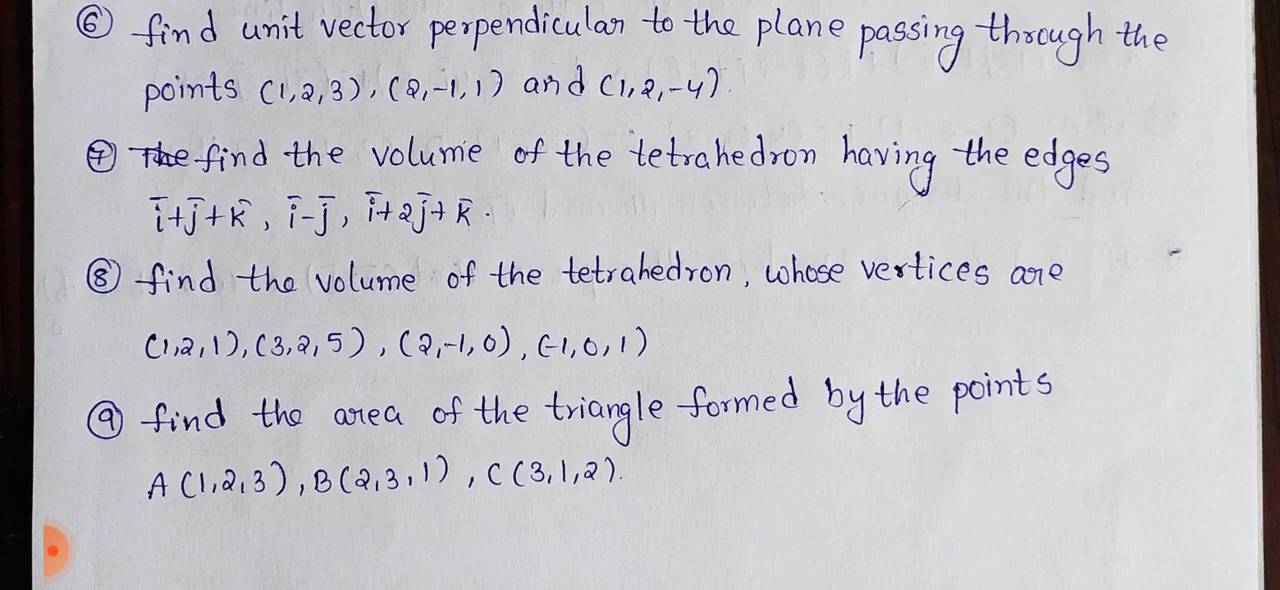 ⑥ find unit vector perpendicular to the plane passing through the
points (1,2,3), (2,-1,1) and (1,2,-4).
⑦ The find the volume of the tetrahedron having the edges
i̅+j̅+k̅, i̅-j̅, i̅+2j̅+k̅.
⑧ find the volume of the tetrahedron, whose vertices are
(1,2,1), (3,2,5), (2,-1,0), (-1,0,1)
⑨ find the area of the triangle formed by the points
A (1,2,3), B(2,3,1), C (3,1,2).